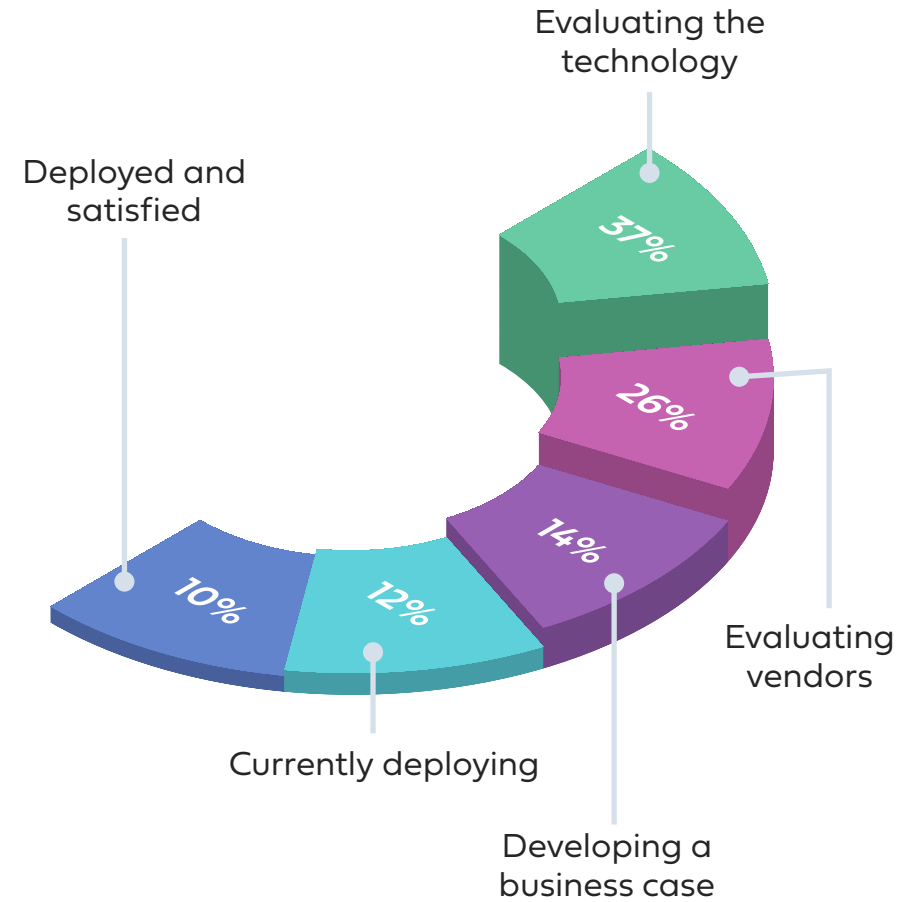 Evaluating the
technology
Deployed and
satisfied
37%
26%
14%
12%
10%
Evaluating
vendors
Currently deploying
Developing a
business case